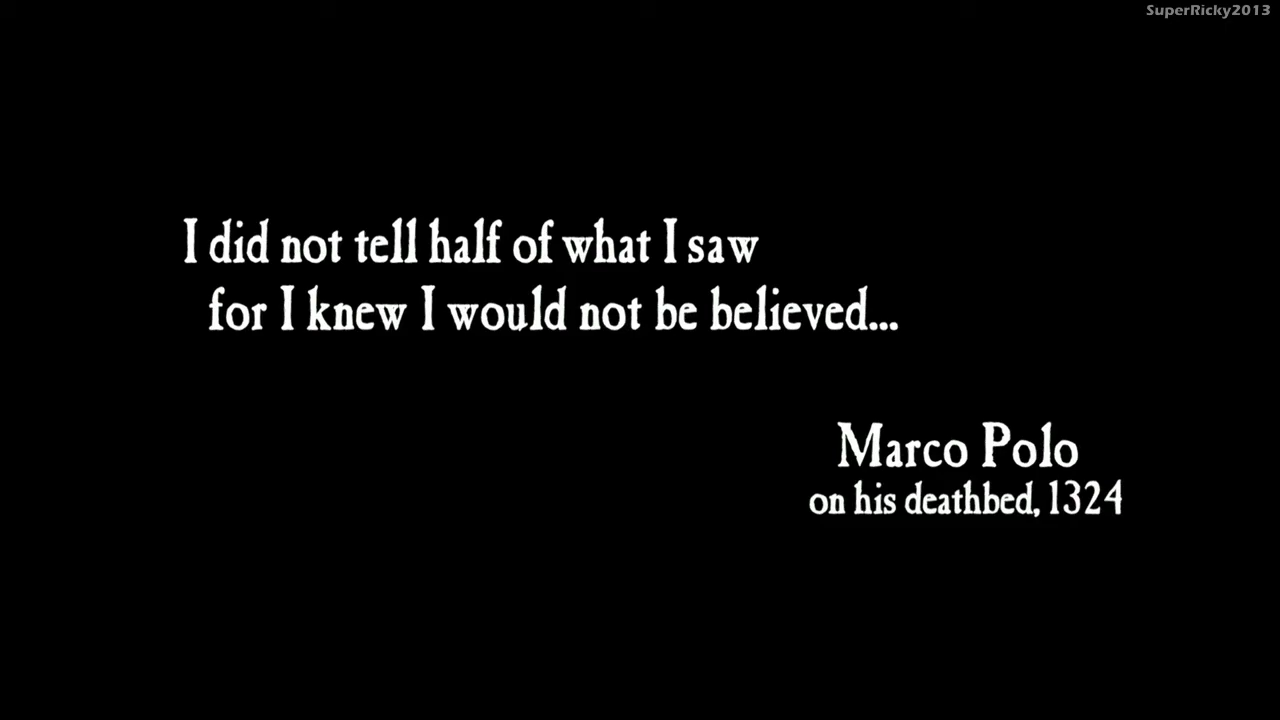 SuperRicky2013
I did not tell half of what I saw
for I knew I would not be believed...
Marco Polo
on his deathbed, 1324